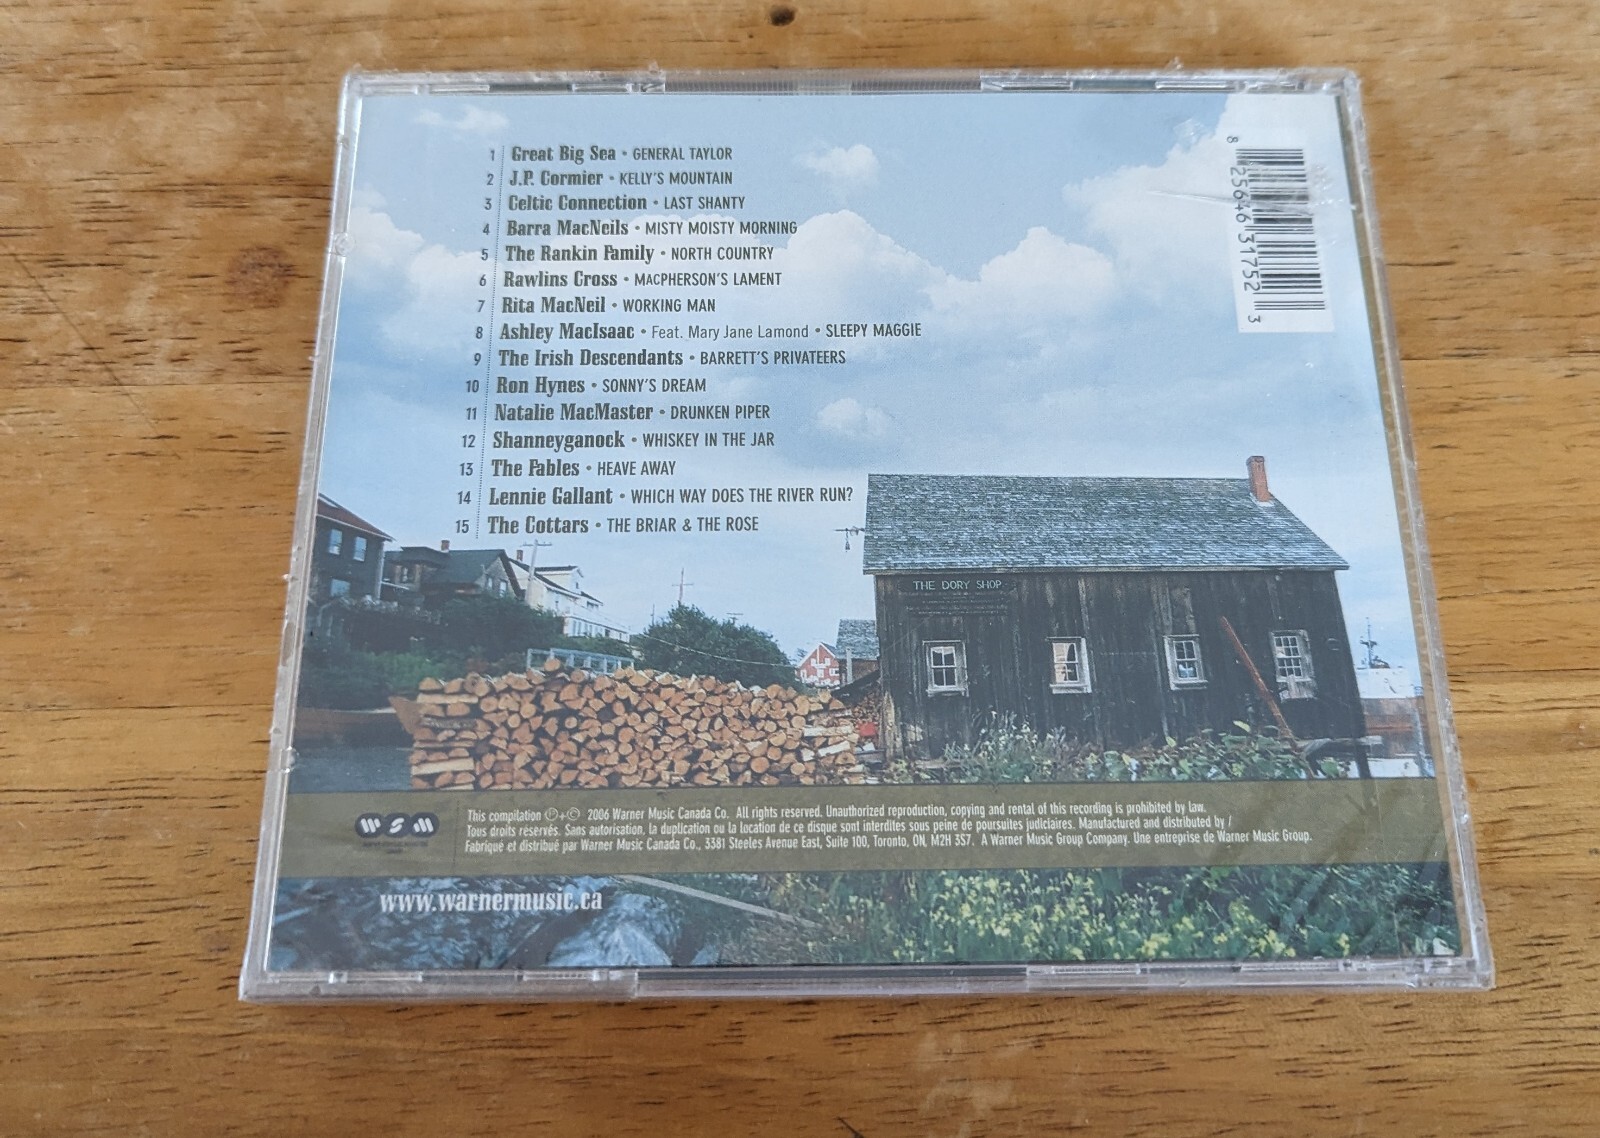 1 Great Big Sea • GENERAL TAYLOR
2 J.P. Cormier • KELLY'S MOUNTAIN
3 Celtic Connection • LAST SHANTY
4 Barra MacNeils • MISTY MOISTY MORNING
5 The Rankin Family • NORTH COUNTRY
6 Rawlins Cross • MACPHERSON'S LAMENT
7 Rita MacNeil • WORKING MAN
8 Ashley MacIsaac • Feat. Mary Jane Lamond • SLEEPY MAGGIE
9 The Irish Descendants • BARRETT'S PRIVATEERS
10 Ron Hynes • SONNY'S DREAM
11 Natalie MacMaster • DRUNKEN PIPER
12 Shanneyganock • WHISKEY IN THE JAR
13 The Fables • HEAVE AWAY
14 Lennie Gallant • WHICH WAY DOES THE RIVER RUN?
15 The Cottars • THE BRIAR & THE ROSE
8 25646 31752 3
THE DORY SHOP
WSM
This compilation ℗+© 2006 Warner Music Canada Co. All rights reserved. Unauthorized reproduction, copying and rental of this recording is prohibited by law.
Tous droits réservés. Sans autorisation, la duplication ou la location de ce disque sont interdites sous peine de poursuites judiciaires. Manufactured and distributed by /
Fabriqué et distribué par Warner Music Canada Co., 3381 Steeles Avenue East, Suite 100, Toronto, ON, M2H 3S7. A Warner Music Group Company. Une entreprise de Warner Music Group.
www.warnermusic.ca